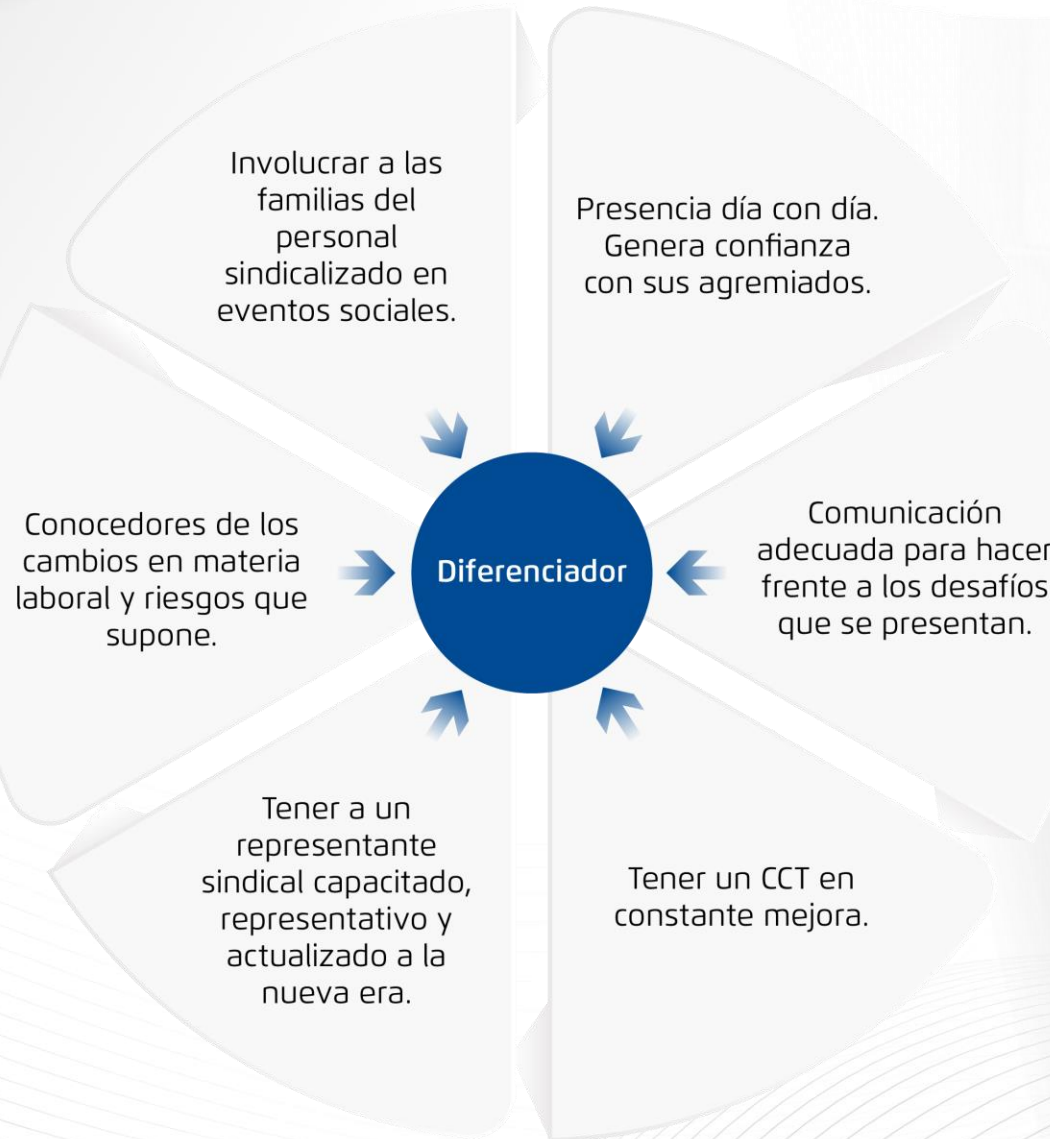 Involucrar a las
familias del
personal
sindicalizado en
eventos sociales.
Presencia día con día.
Genera confianza
con sus agremiados.
Conocedores de los
cambios en materia
laboral y riesgos que
supone.
Diferenciador
Comunicación
adecuada para hacer
frente a los desafíos
que se presentan.
Tener a un
representante
sindical capacitado,
representativo y
actualizado a la
nueva era.
Tener un CCT en
constante mejora.